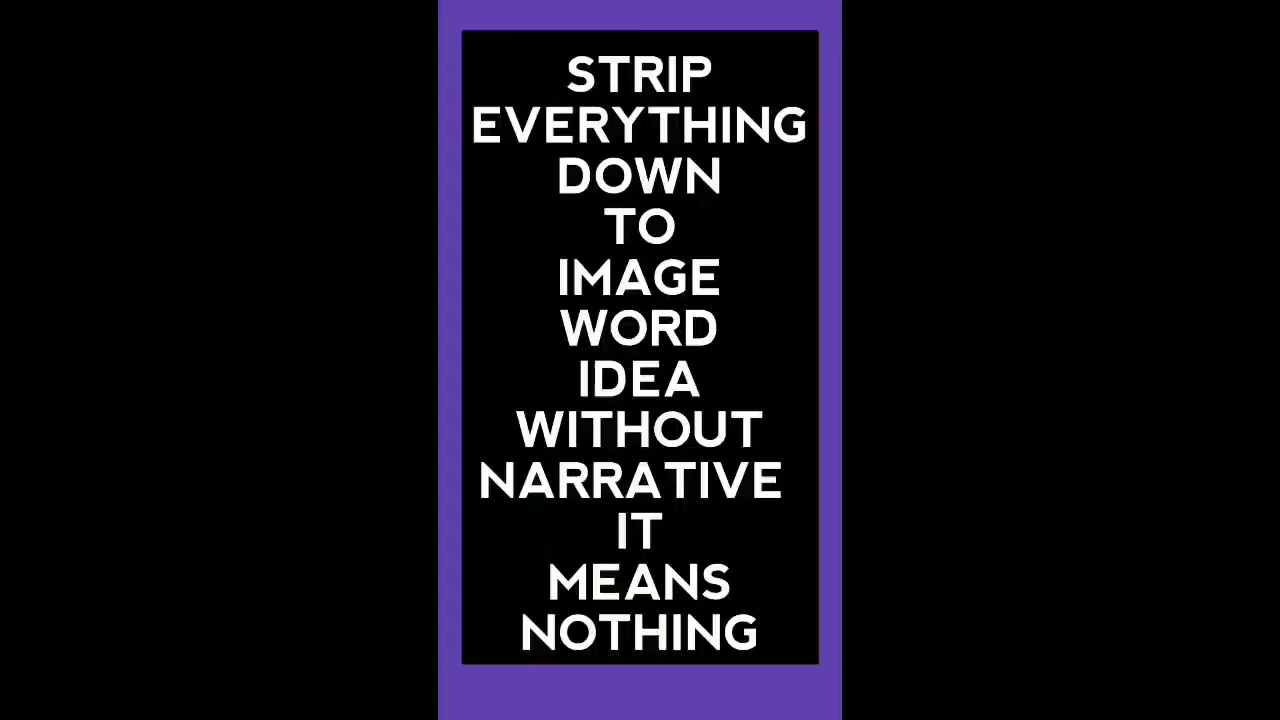 STRIP
EVERYTHING
DOWN
TO
IMAGE
WORD
IDEA
WITHOUT
NARRATIVE
IT
MEANS
NOTHING